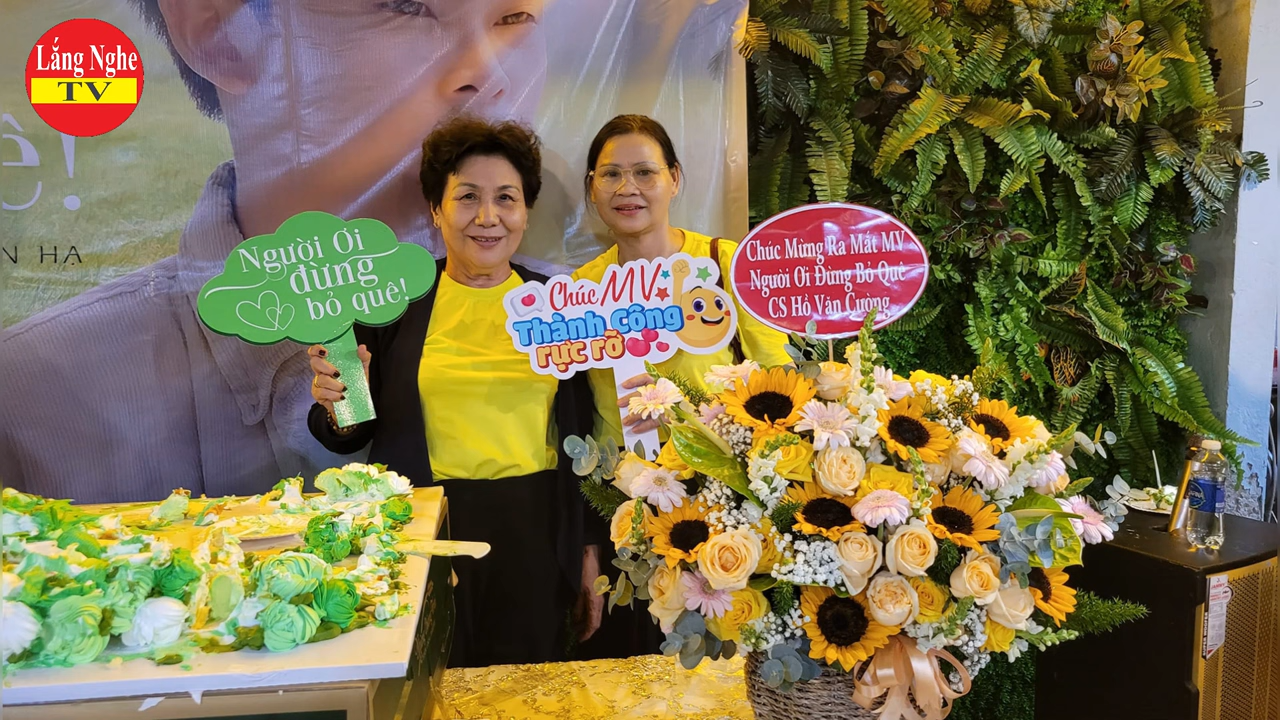 Lắng Nghe
TV
ê!
N HẠ
Người Ơi
đừng
bỏ quê!
Chúc MV
Thành Công
rực rỡ
Chúc Mừng Ra Mắt MV
Người Ơi Đừng Bỏ Quê
CS Hồ Văn Cường